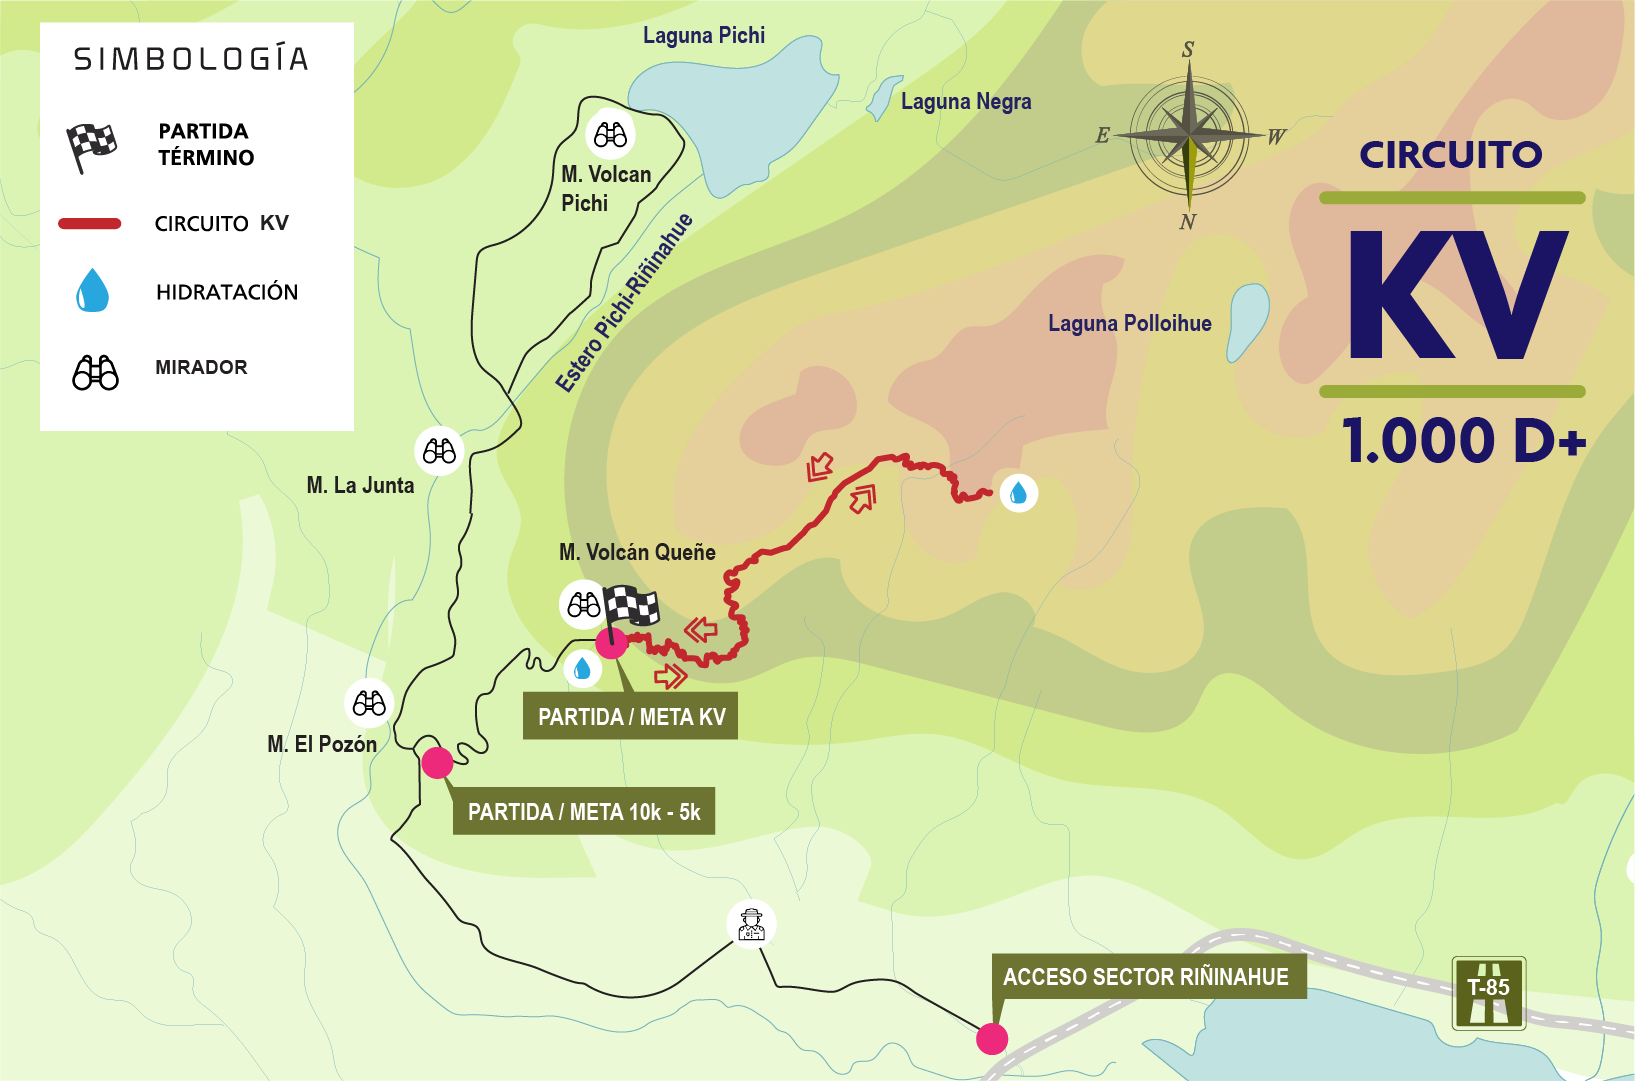 SIMBOLOGÍA
PARTIDA
TÉRMINO
CIRCUITO KV
HIDRATACIÓN
MIRADOR
Laguna Pichi
Laguna Negra
M. Volcan
Pichi
Estero Pichi-Riñinahue
S
E
W
N
CIRCUITO
KV
1.000 D+
Laguna Polloihue
M. La Junta
M. Volcán Queñe
PARTIDA / META KV
M. El Pozón
PARTIDA / META 10k - 5k
ACCESO SECTOR RIÑINAHUE
T-85